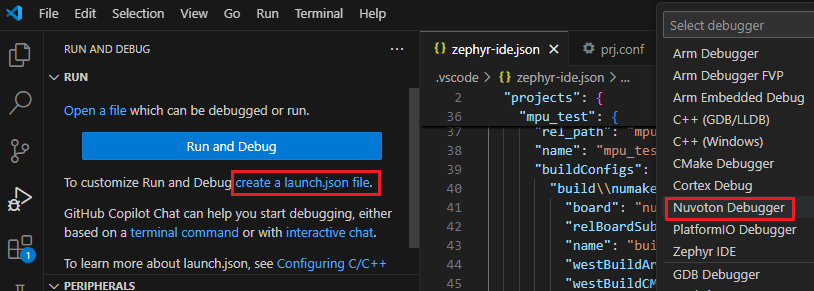 File Edit Selection View Go Run Terminal Help
RUN AND DEBUG
RUN
Open a file which can be debugged or run.
Run and Debug
To customize Run and Debug create a launch.json file.
GitHub Copilot Chat can help you start debugging, either
based on a terminal command or with interactive chat.
To learn more about launch.json, see Configuring C/C++
PERIPHERALS
1
zephyr-ide.json
prj.conf
.vscode > zephyr-ide.json > ...
2 "projects": {
36 "mpu_test": {
37 "rel_path": "mpu
38 "name": "mpu_tes
39 "buildConfigs":
40 "build\\numake
41 "board": "nu
42 "relBoardSub
43 "name": "bui
44 "westBuildAr
45 "westBuildCM
Select debugger
Arm Debugger
Arm Debugger FVP
Arm Embedded Debug
C++ (GDB/LLDB)
C++ (Windows)
CMake Debugger
Cortex Debug
Nuvoton Debugger
PlatformIO Debugger
Zephyr IDE
GDB Debugger